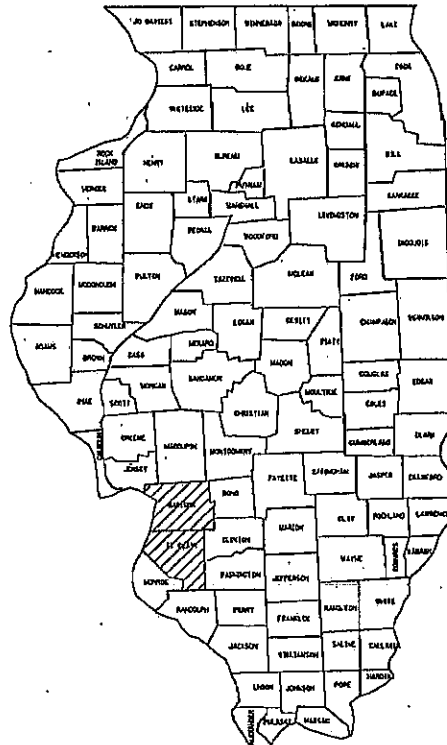 JO DAVIESS STEPHENSON WINNEBAGO BOONE MCHENRY LAKE
CARROLL OGLE DEKALB KANE COOK
DUPAGE
WHITESIDE LEE KENDALL
ROCK ISLAND HENRY BUREAU LASALLE GRUNDY WILL
MERCER PUTNAM KANKAKEE
KNOX STARK MARSHALL LIVINGSTON
WARREN PEORIA WOODFORD IROQUOIS
HENDERSON
HANCOCK MCDONOUGH FULTON TAZEWELL MCLEAN FORD
SCHUYLER MASON LOGAN DEWITT CHAMPAIGN VERMILION
ADAMS BROWN CASS MENARD MACON PIATT
MORGAN SANGAMON MOULTRIE DOUGLAS EDGAR
PIKE SCOTT CHRISTIAN COLES
GREENE MACOUPIN SHELBY CUMBERLAND CLARK
CALHOUN JERSEY MONTGOMERY
FAYETTE EFFINGHAM JASPER CRAWFORD
MADISON BOND CLAY RICHLAND LAWRENCE
MARION
ST CLAIR CLINTON WAYNE EDWARDS WABASH
MONROE WASHINGTON JEFFERSON
RANDOLPH PERRY HAMILTON WHITE
FRANKLIN
JACKSON WILLIAMSON SALINE GALLATIN
UNION JOHNSON POPE HARDIN
ALEXANDER PULASKI MASSAC